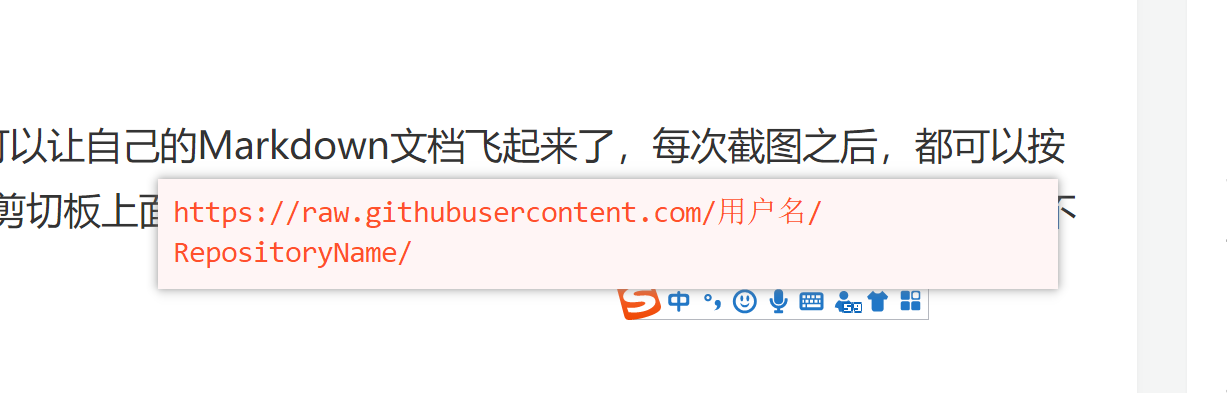 可以让自己的Markdown文档飞起来了，每次截图之后，都可以按
剪切板上面
不
https://raw.githubusercontent.com/用户名/
RepositoryName/
中